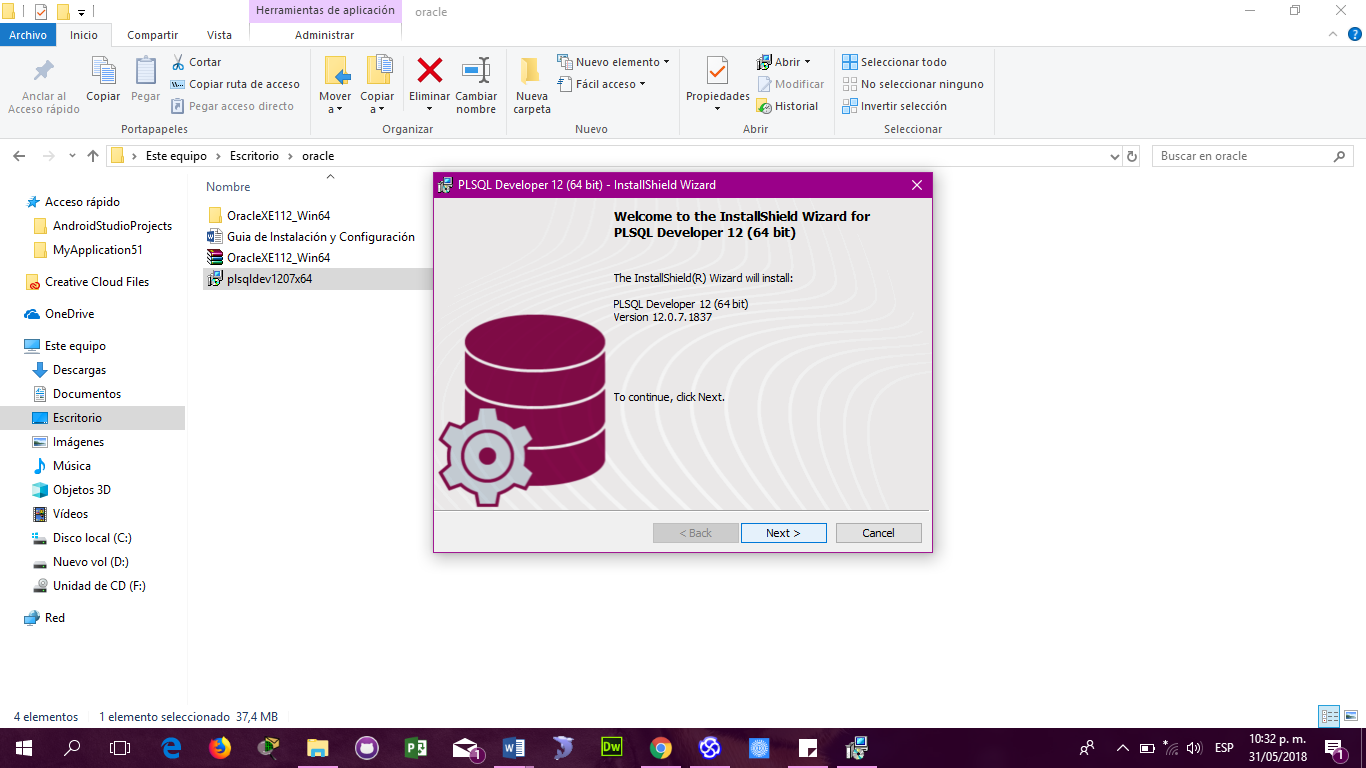 Herramientas de aplicación
oracle
Archivo
Inicio
Compartir
Vista
Administrar
Anclar al
Acceso rápido
Copiar
Pegar
Cortar
Copiar ruta de acceso
Pegar acceso directo
Portapapeles
Mover
a
Copiar
a
Eliminar
Cambiar
nombre
Organizar
Nueva
carpeta
Nuevo elemento
Fácil acceso
Nuevo
Propiedades
Abrir
Modificar
Historial
Abrir
Seleccionar todo
No seleccionar ninguno
Invertir selección
Seleccionar
Este equipo > Escritorio > oracle
Buscar en oracle
Acceso rápido
AndroidStudioProjects
MyApplication51
Creative Cloud Files
OneDrive
Este equipo
Descargas
Documentos
Escritorio
Imágenes
Música
Objetos 3D
Vídeos
Disco local (C:)
Nuevo vol (D:)
Unidad de CD (F:)
Red
Nombre
OracleXE112_Win64
Guia de Instalación y Configuración
OracleXE112_Win64
plsqldev1207x64
PLSQL Developer 12 (64 bit) - InstallShield Wizard
Welcome to the InstallShield Wizard for
PLSQL Developer 12 (64 bit)
The InstallShield(R) Wizard will install:
PLSQL Developer 12 (64 bit)
Version 12.0.7.1837
To continue, click Next.
< Back
Next >
Cancel
4 elementos
1 elemento seleccionado 37,4 MB
Dw
1
ESP
10:32 p. m.
31/05/2018
1